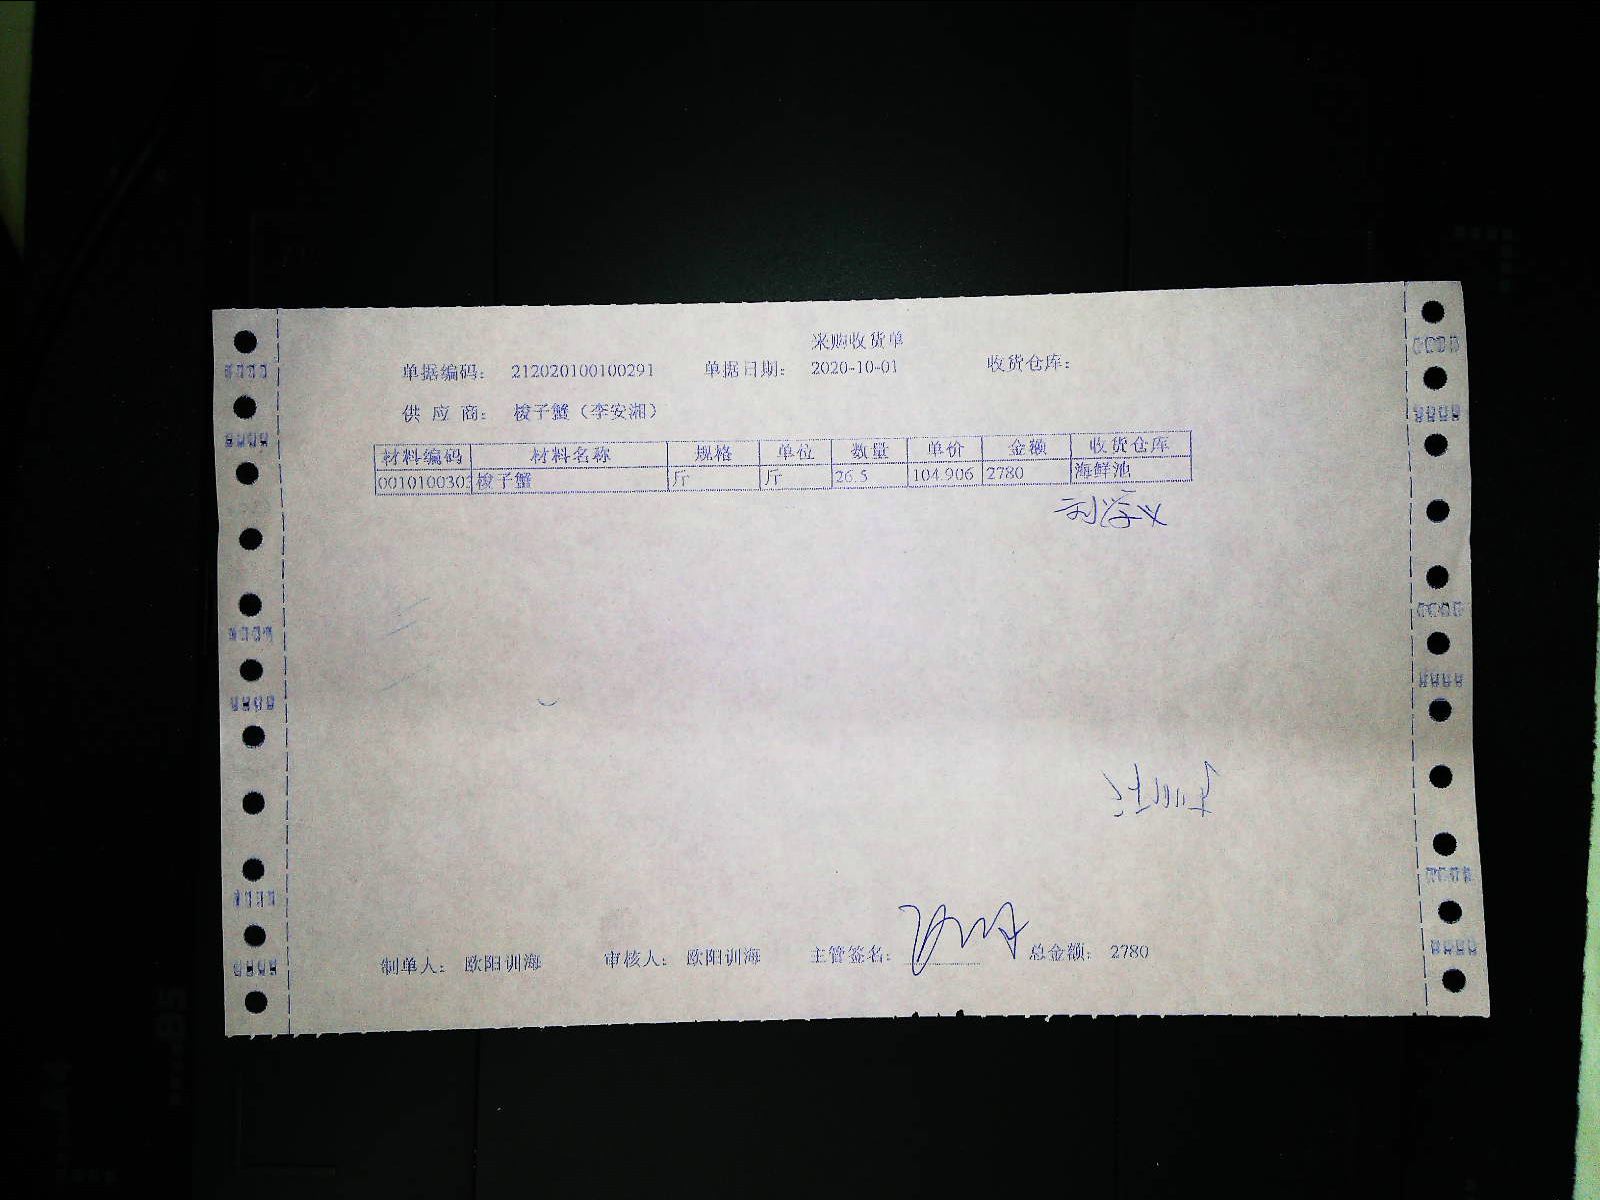 采购收货单
单据编码： 212020100100291 单据日期： 2020-10-01 收货仓库：
供 应 商： 梭子蟹（李安湘）
材料编码 材料名称 规格 单位 数量 单价 金额 收货仓库
0010100302 梭子蟹 斤 斤 26.5 104.906 2780 海鲜池
刘学义
制单人： 欧阳训海 审核人： 欧阳训海 主管签名： 总金额： 2780